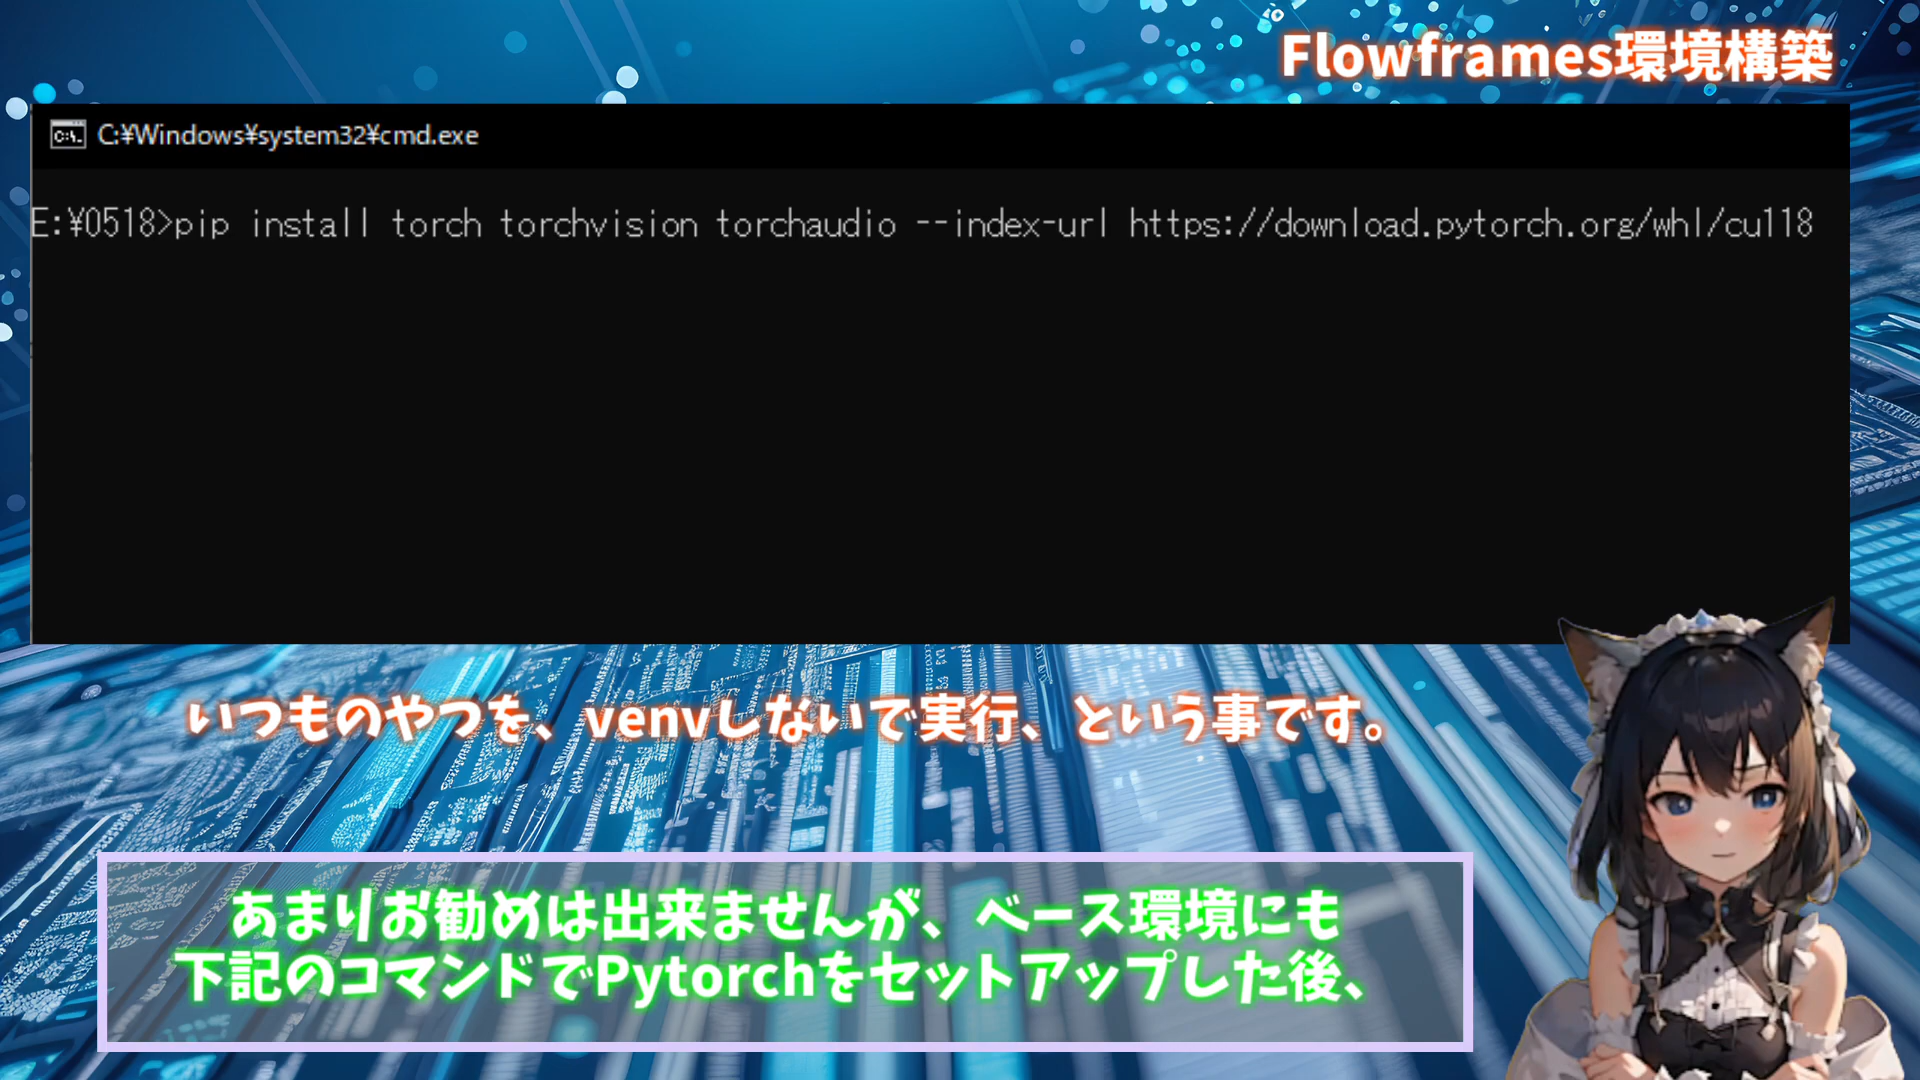 Flowframes環境構築
C:¥Windows¥system32¥cmd.exe
E:¥0518>pip install torch torchvision torchaudio --index-url https://download.pytorch.org/whl/cu118
いつものやつを、venvしないで実行、という事です。
あまりお勧めは出来ませんが、ベース環境にも
下記のコマンドでPytorchをセットアップした後、